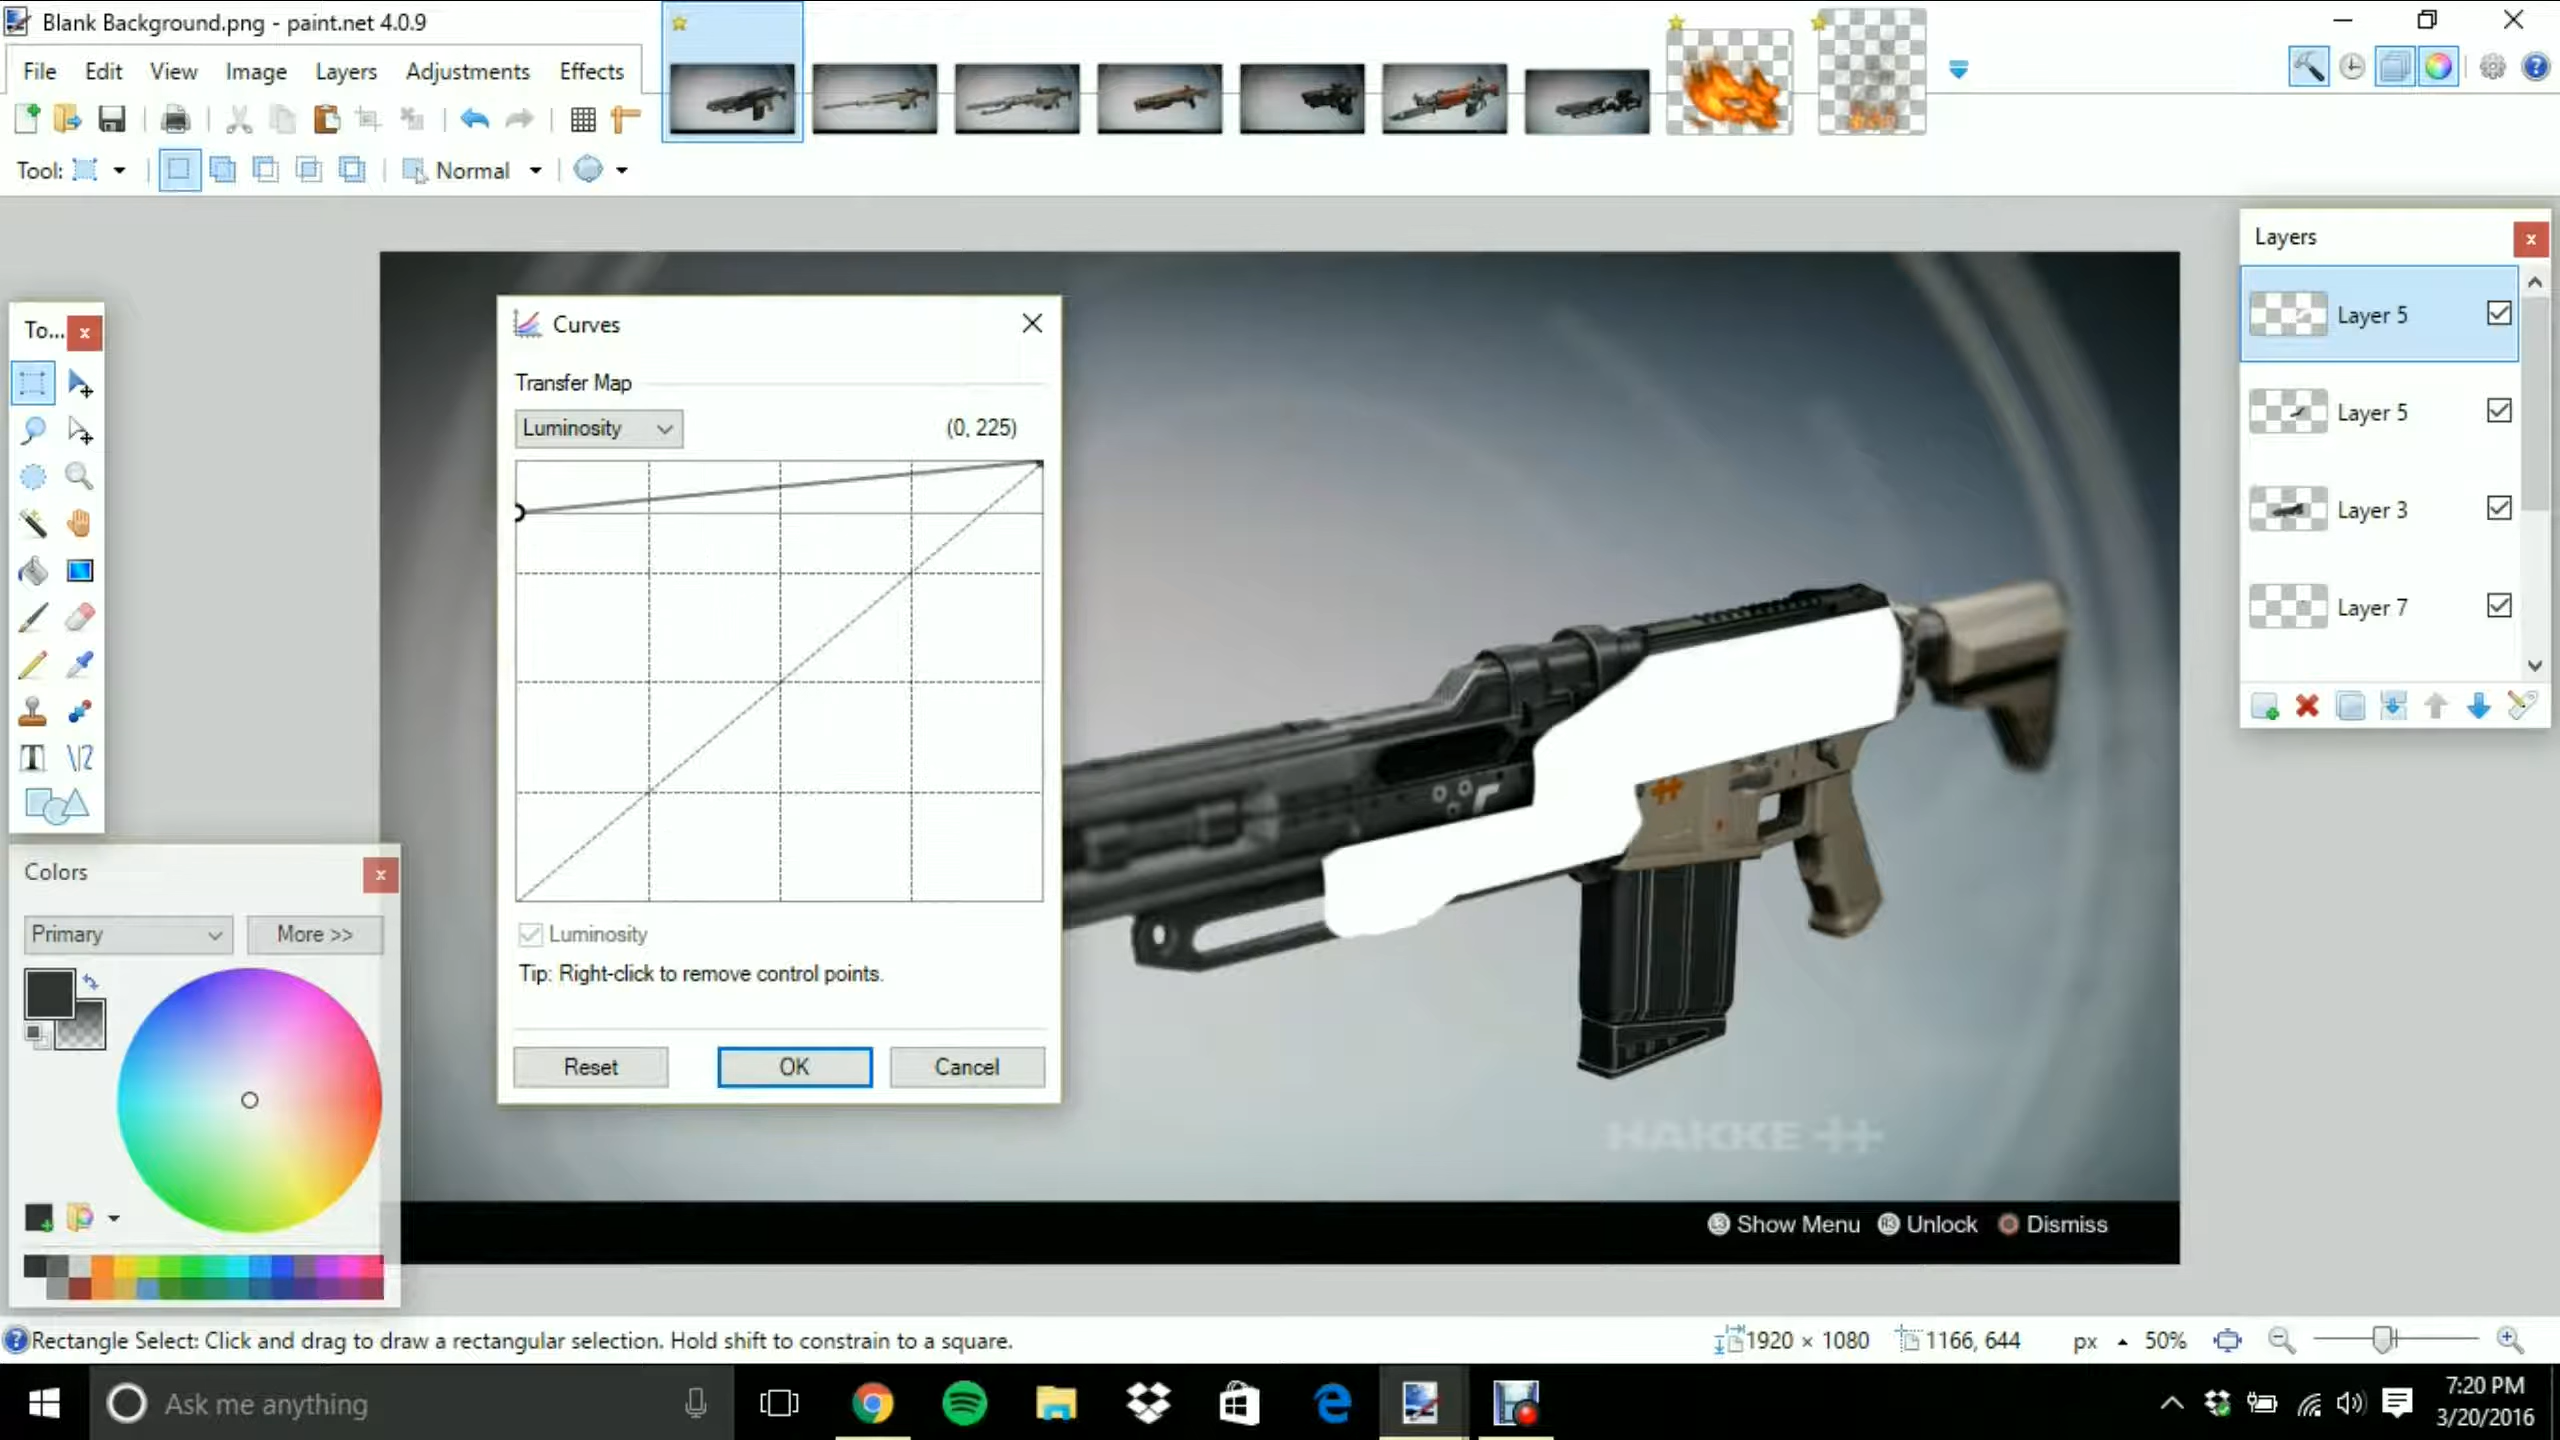 Blank Background.png - paint.net 4.0.9
File Edit View Image Layers Adjustments Effects
Tool: Normal
Layers
Layer 5
Layer 5
Layer 3
Layer 7
To...
Curves
Transfer Map
Luminosity (0, 225)
Luminosity
Tip: Right-click to remove control points.
Reset OK Cancel
Colors
Primary More >>
HAKKE
Show Menu Unlock Dismiss
Rectangle Select: Click and drag to draw a rectangular selection. Hold shift to constrain to a square.
1920 × 1080 1166, 644 px 50%
Ask me anything
7:20 PM
3/20/2016